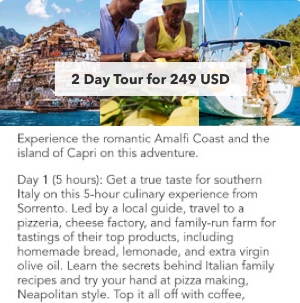 2 Day Tour for 249 USD
Experience the romantic Amalfi Coast and the
island of Capri on this adventure.
Day 1 (5 hours): Get a true taste for southern
Italy on this 5-hour culinary experience from
Sorrento. Led by a local guide, travel to a
pizzeria, cheese factory, and family-run farm for
tastings of their top products, including
homemade bread, lemonade, and extra virgin
olive oil. Learn the secrets behind Italian family
recipes and try your hand at pizza making,
Neapolitan style. Top it all off with coffee,